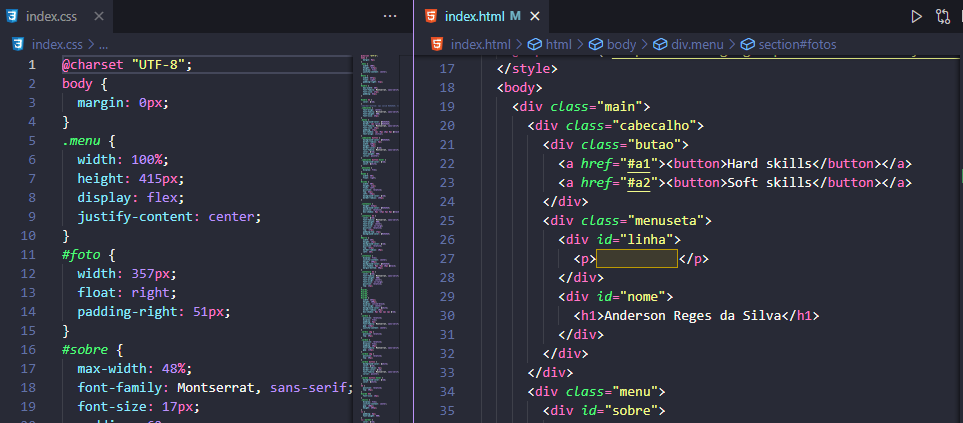 index.css
index.css > ...
1 @charset "UTF-8";
2 body {
3 margin: 0px;
4 }
5 .menu {
6 width: 100%;
7 height: 415px;
8 display: flex;
9 justify-content: center;
10 }
11 #foto {
12 width: 357px;
13 float: right;
14 padding-right: 51px;
15 }
16 #sobre {
17 max-width: 48%;
18 font-family: Montserrat, sans-serif;
19 font-size: 17px;
index.html M
index.html > html > body > div.menu > section#fotos
17 </style>
18 <body>
19 <div class="main">
20 <div class="cabecalho">
21 <div class="butao">
22 <a href="#a1"><button>Hard skills</button></a>
23 <a href="#a2"><button>Soft skills</button></a>
24 </div>
25 <div class="menuseta">
26 <div id="linha">
27 <p></p>
28 </div>
29 <div id="nome">
30 <h1>Anderson Reges da Silva</h1>
31 </div>
32 </div>
33 </div>
34 <div class="menu">
35 <div id="sobre">